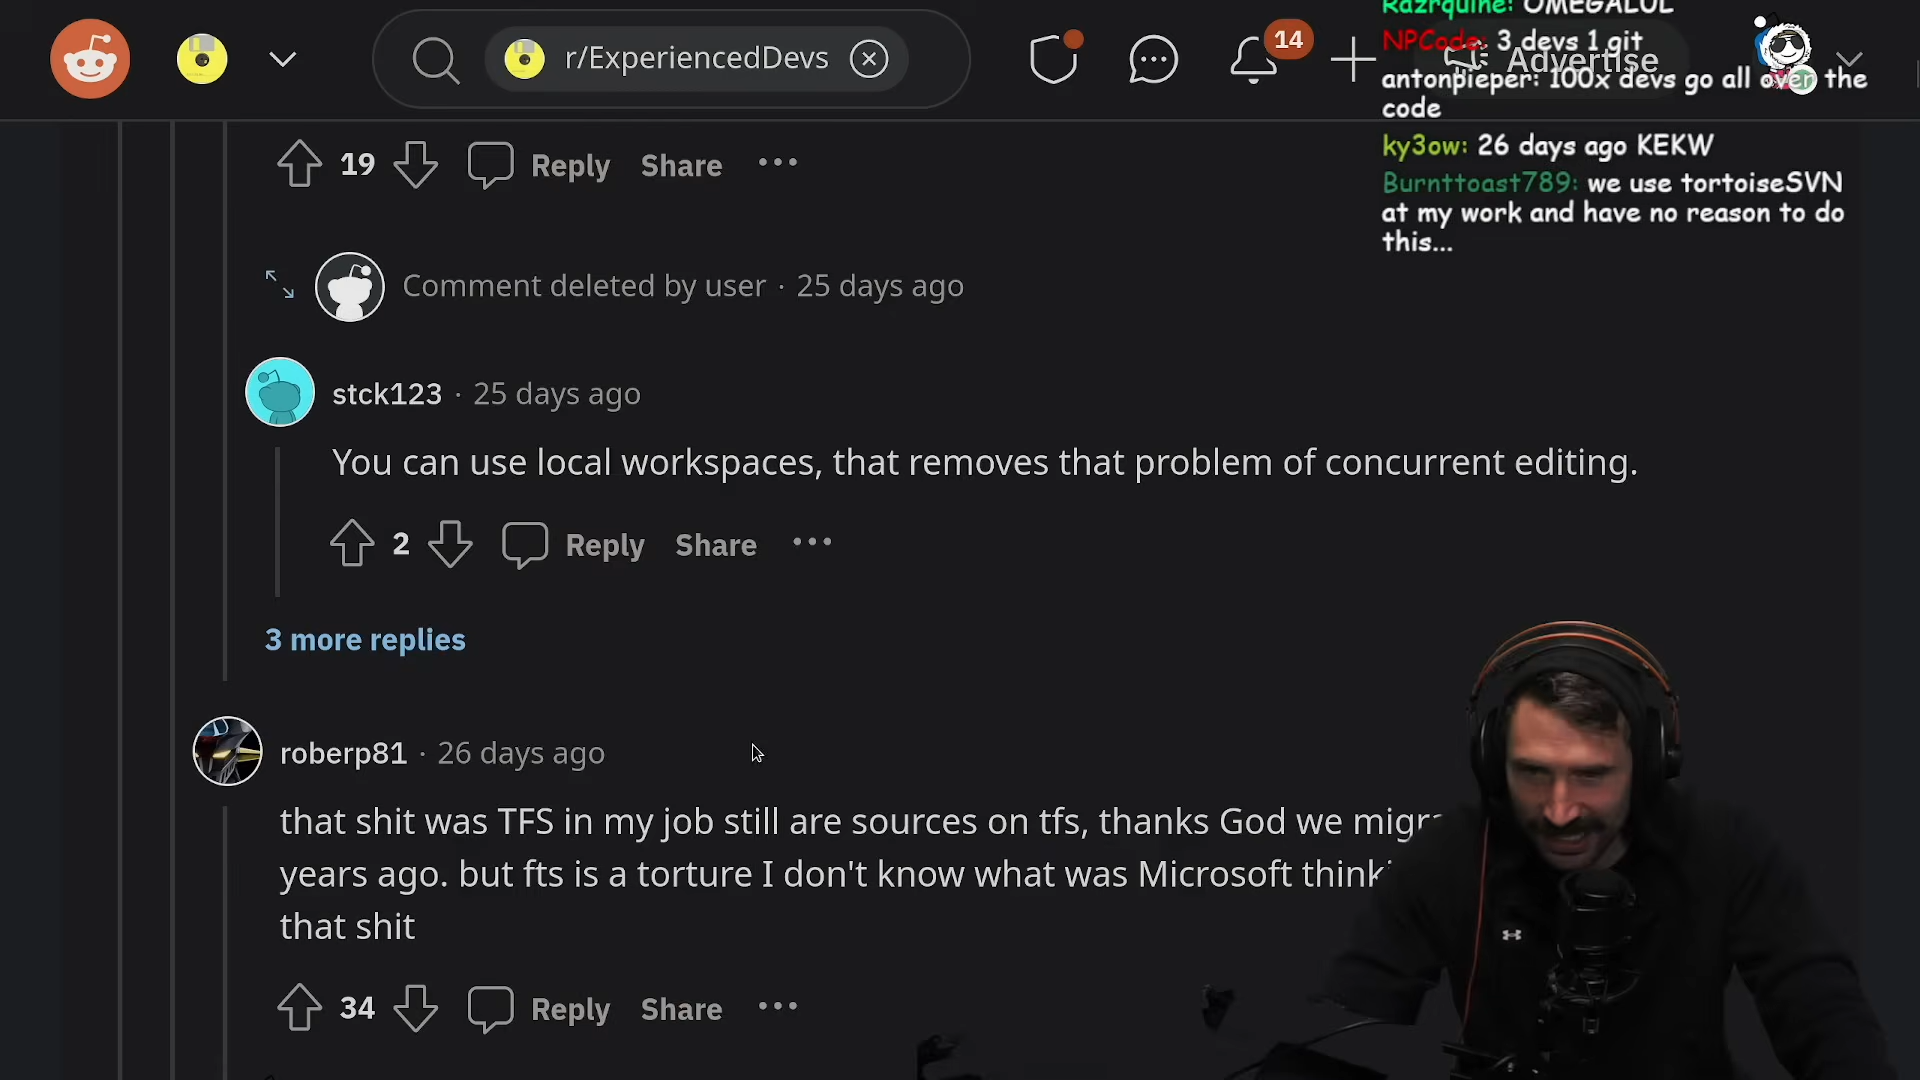 r/ExperiencedDevs
14
Advertise
Razrquine: OMEGALUL
NPCode: 3 devs 1 git
antonpieper: 100x devs go all over the
code
ky3ow: 26 days ago KEKW
Burnttoast789: we use tortoiseSVN
at my work and have no reason to do
this...
19 Reply Share
Comment deleted by user · 25 days ago
stck123 · 25 days ago
You can use local workspaces, that removes that problem of concurrent editing.
2 Reply Share
3 more replies
roberp81 · 26 days ago
that shit was TFS in my job still are sources on tfs, thanks God we
years ago. but fts is a torture I don't know what was Microsoft
that shit
34 Reply Share